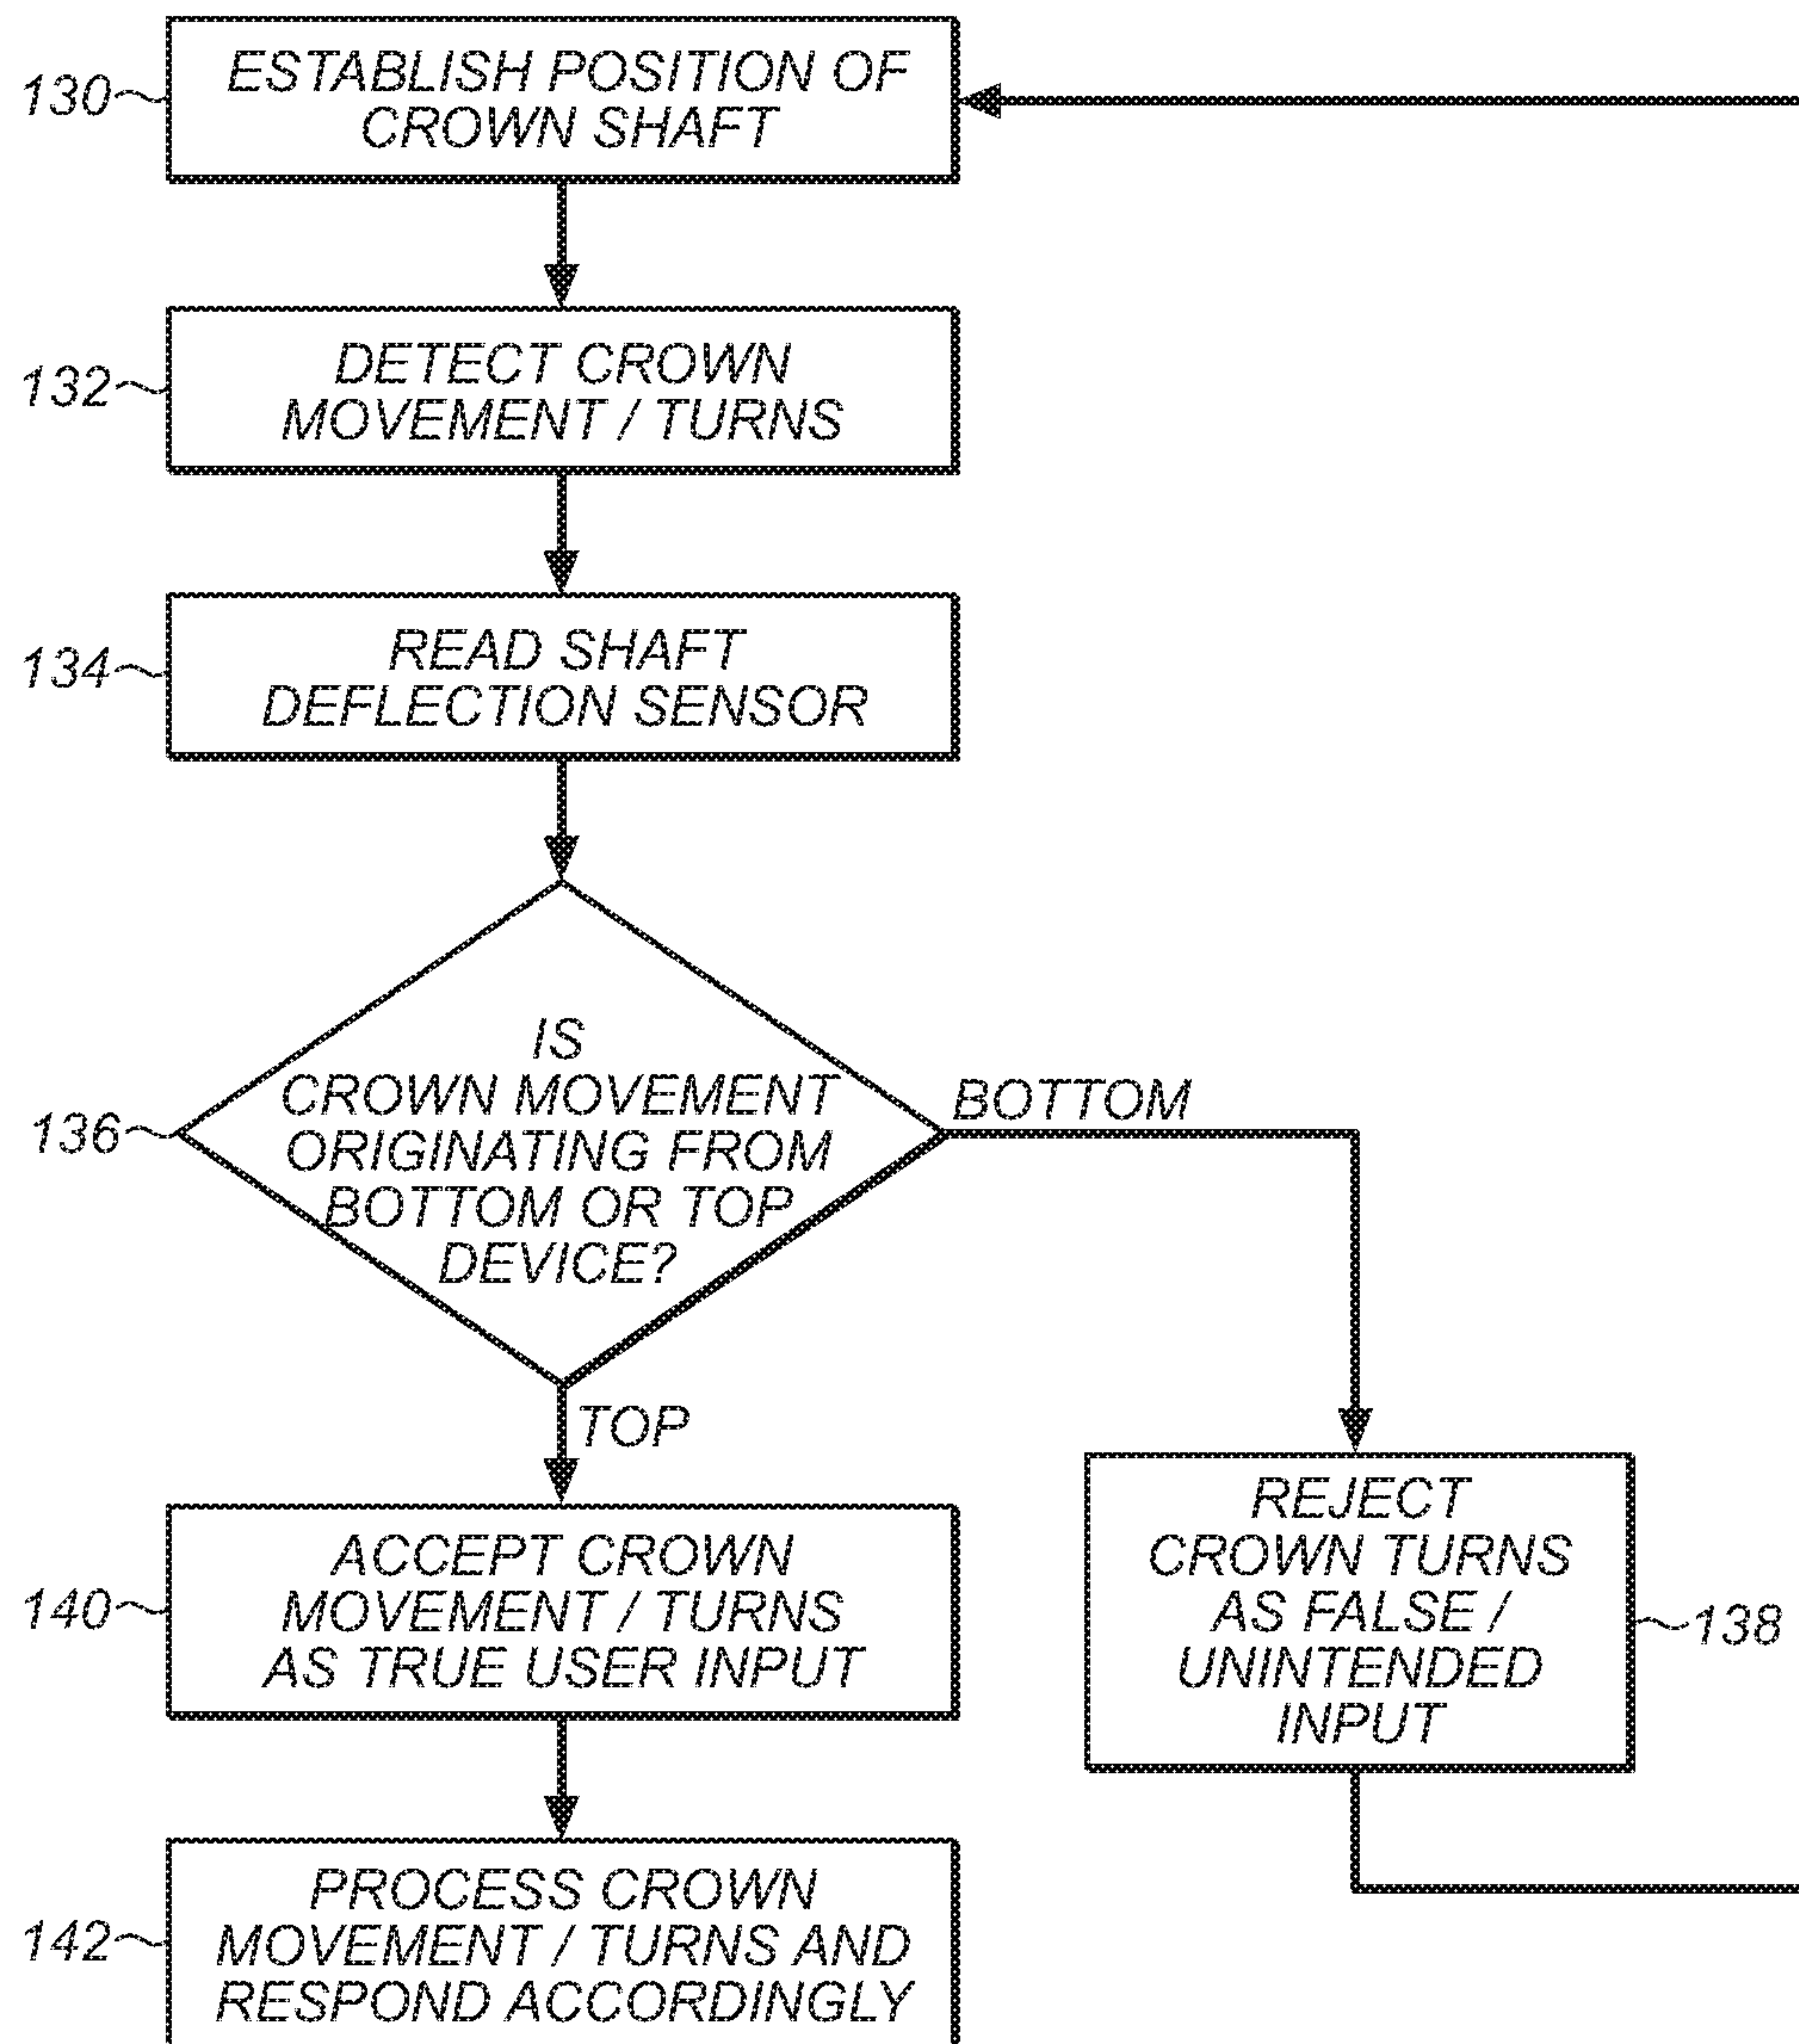 130
ESTABLISH POSITION OF
CROWN SHAFT
132
DETECT CROWN
MOVEMENT / TURNS
134
READ SHAFT
DEFLECTION SENSOR
136
IS
CROWN MOVEMENT
ORIGINATING FROM
BOTTOM OR TOP
DEVICE?
BOTTOM
TOP
140
ACCEPT CROWN
MOVEMENT / TURNS
AS TRUE USER INPUT
REJECT
CROWN TURNS
AS FALSE /
UNINTENDED
INPUT
138
142
PROCESS CROWN
MOVEMENT / TURNS AND
RESPOND ACCORDINGLY